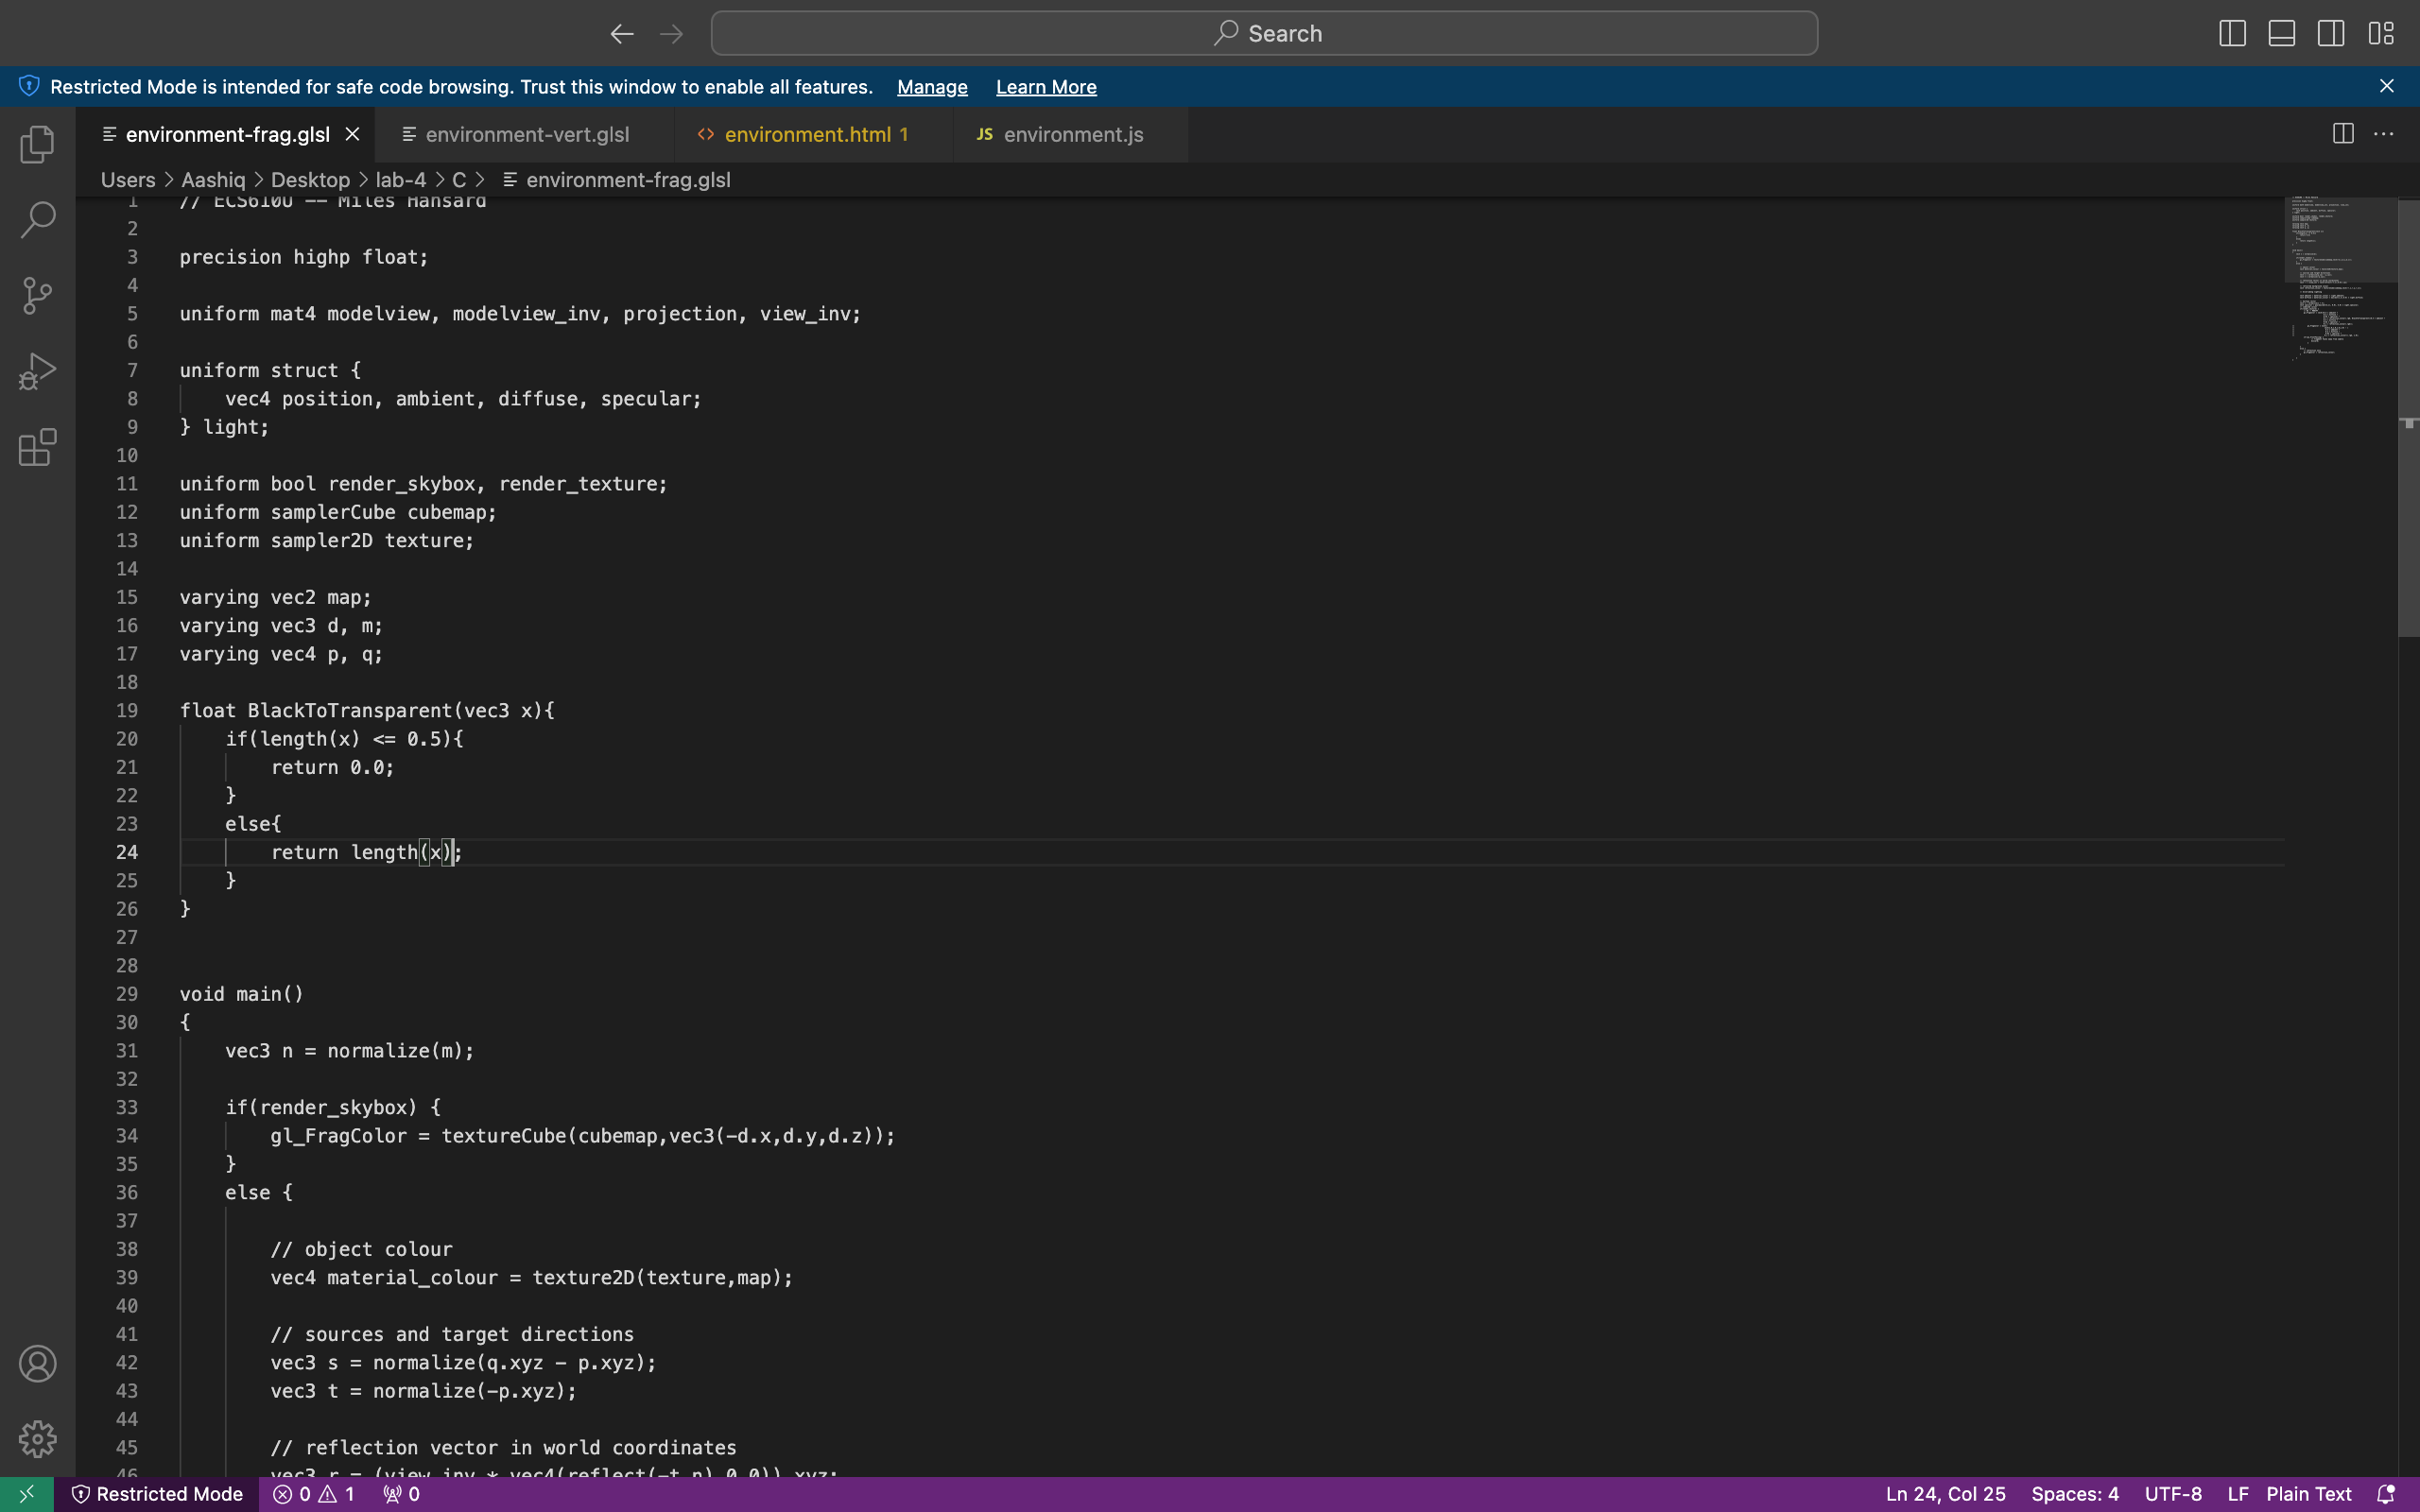 Search
Restricted Mode is intended for safe code browsing. Trust this window to enable all features. Manage Learn More
environment-frag.glsl environment-vert.glsl <> environment.html 1 JS environment.js
Users > Aashiq > Desktop > lab-4 > C > environment-frag.glsl
1 // ECS610U -- Miles Hansard
2
3 precision highp float;
4
5 uniform mat4 modelview, modelview_inv, projection, view_inv;
6
7 uniform struct {
8     vec4 position, ambient, diffuse, specular;
9 } light;
10
11 uniform bool render_skybox, render_texture;
12 uniform samplerCube cubemap;
13 uniform sampler2D texture;
14
15 varying vec2 map;
16 varying vec3 d, m;
17 varying vec4 p, q;
18
19 float BlackToTransparent(vec3 x){
20     if(length(x) <= 0.5){
21         return 0.0;
22     }
23     else{
24         return length(x);
25     }
26 }
27
28
29 void main()
30 {
31     vec3 n = normalize(m);
32
33     if(render_skybox) {
34         gl_FragColor = textureCube(cubemap,vec3(-d.x,d.y,d.z));
35     }
36     else {
37
38         // object colour
39         vec4 material_colour = texture2D(texture,map);
40
41         // sources and target directions
42         vec3 s = normalize(q.xyz - p.xyz);
43         vec3 t = normalize(-p.xyz);
44
45         // reflection vector in world coordinates
46         vec3 r = (view_inv * vec4(reflect(-t,n),0.0)).xyz;
Restricted Mode 0 1 0 Ln 24, Col 25 Spaces: 4 UTF-8 LF Plain Text